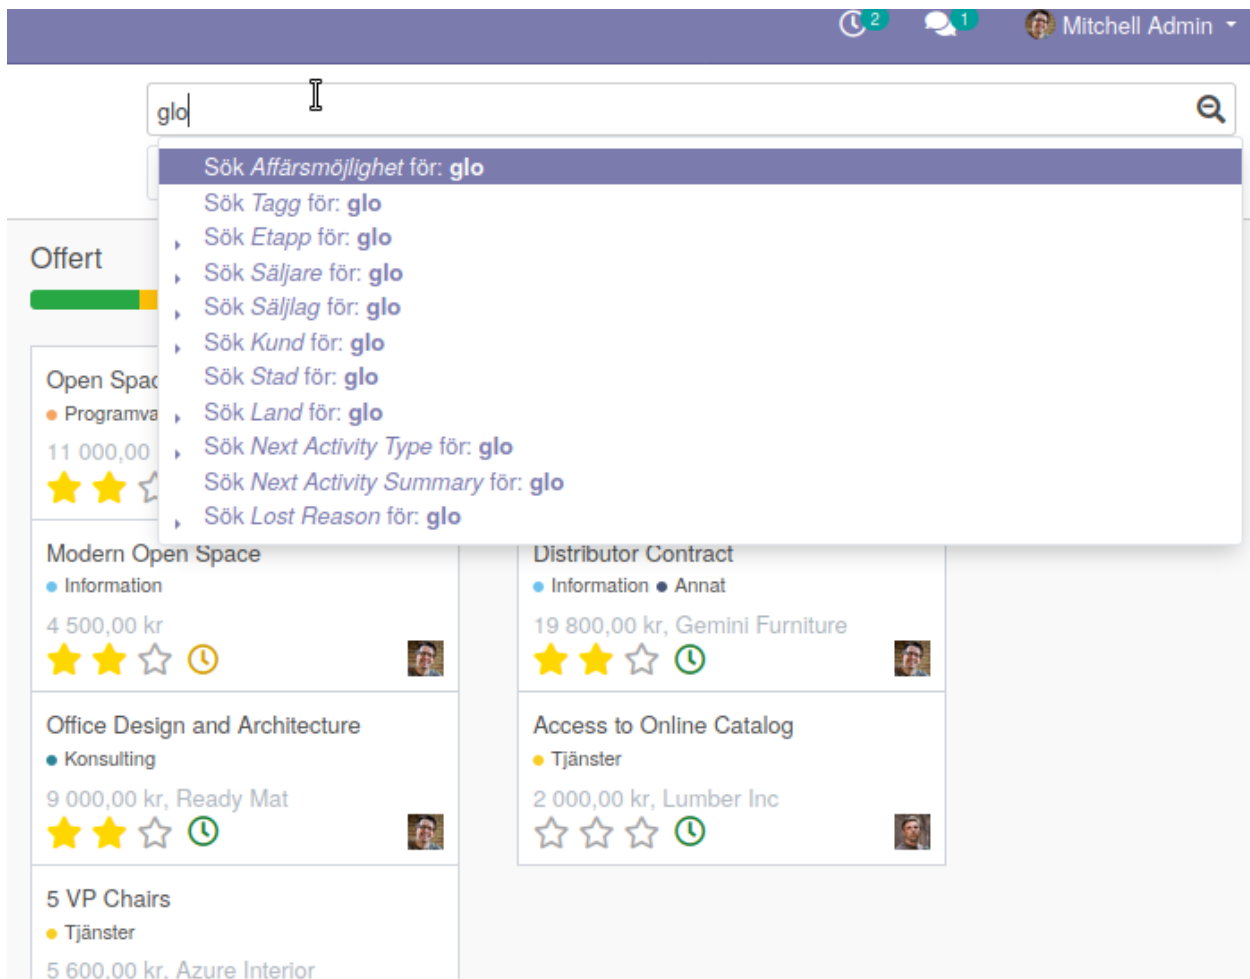 2 1 Mitchell Admin
glo
Sök Affärsmöjlighet för: glo
Sök Tagg för: glo
Sök Etapp för: glo
Sök Säljare för: glo
Sök Säljlag för: glo
Sök Kund för: glo
Sök Stad för: glo
Sök Land för: glo
Sök Next Activity Type för: glo
Sök Next Activity Summary för: glo
Sök Lost Reason för: glo
Offert
Open Spac
Programva
11 000,00
Modern Open Space
Information
4 500,00 kr
Office Design and Architecture
Konsulting
9 000,00 kr, Ready Mat
5 VP Chairs
Tjänster
5 600,00 kr, Azure Interior
Distributor Contract
Information Annat
19 800,00 kr, Gemini Furniture
Access to Online Catalog
Tjänster
2 000,00 kr, Lumber Inc